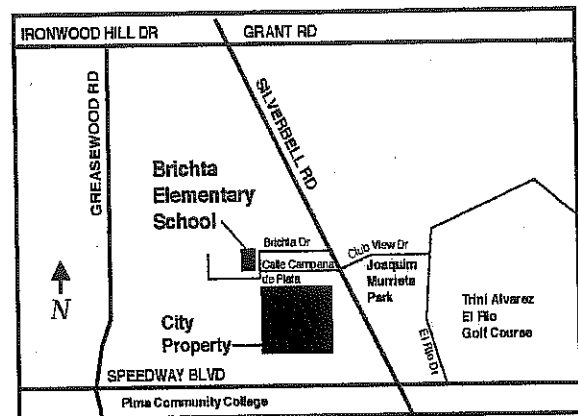 IRONWOOD HILL DR
GRANT RD
GREASEWOOD RD
SILVERBELL RD
Brichta
Elementary
School
Brichta Dr
Club View Dr
Calle Campana
de Plata
Joaquim
Murrieta
Park
N
Trini Alvarez
El Rio
Golf Course
City
Property
El Rio Dr
SPEEDWAY BLVD
Pima Community College